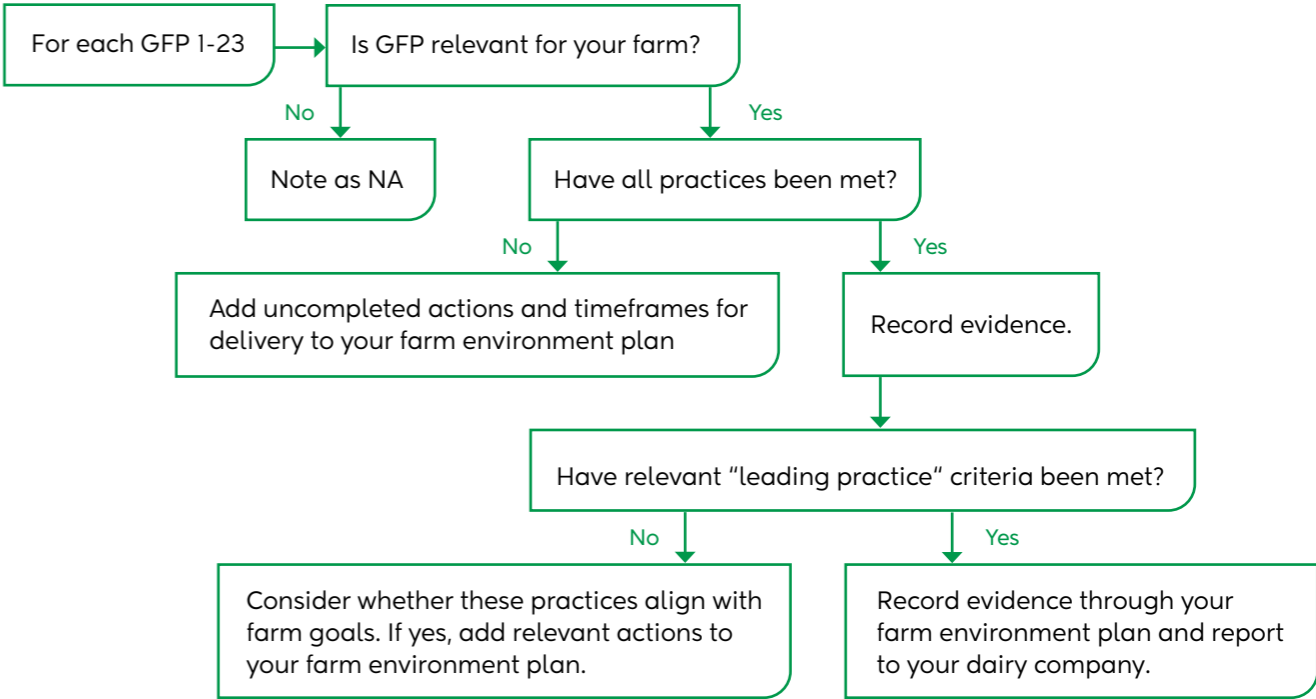 For each GFP 1-23
Is GFP relevant for your farm?
No
Yes
Note as NA
Have all practices been met?
No
Yes
Add uncompleted actions and timeframes for
delivery to your farm environment plan
Record evidence.
Have relevant "leading practice" criteria been met?
No
Yes
Consider whether these practices align with
farm goals. If yes, add relevant actions to
your farm environment plan.
Record evidence through your
farm environment plan and report
to your dairy company.